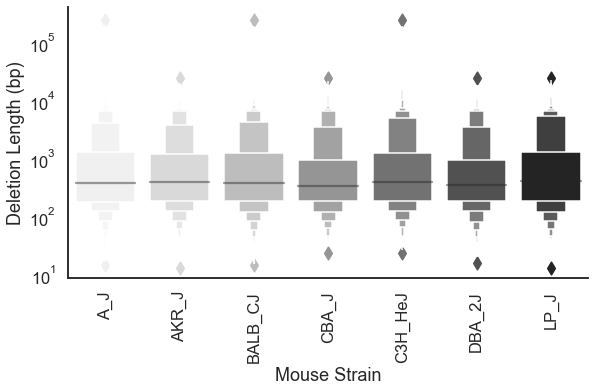 Deletion Length (bp)
10^5
10^4
10^3
10^2
10^1
A_J
AKR_J
BALB_CJ
CBA_J
C3H_HeJ
DBA_2J
LP_J
Mouse Strain